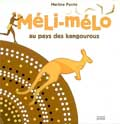 Martine Perrin
MÉLI-MÉLO
au pays des kangourous